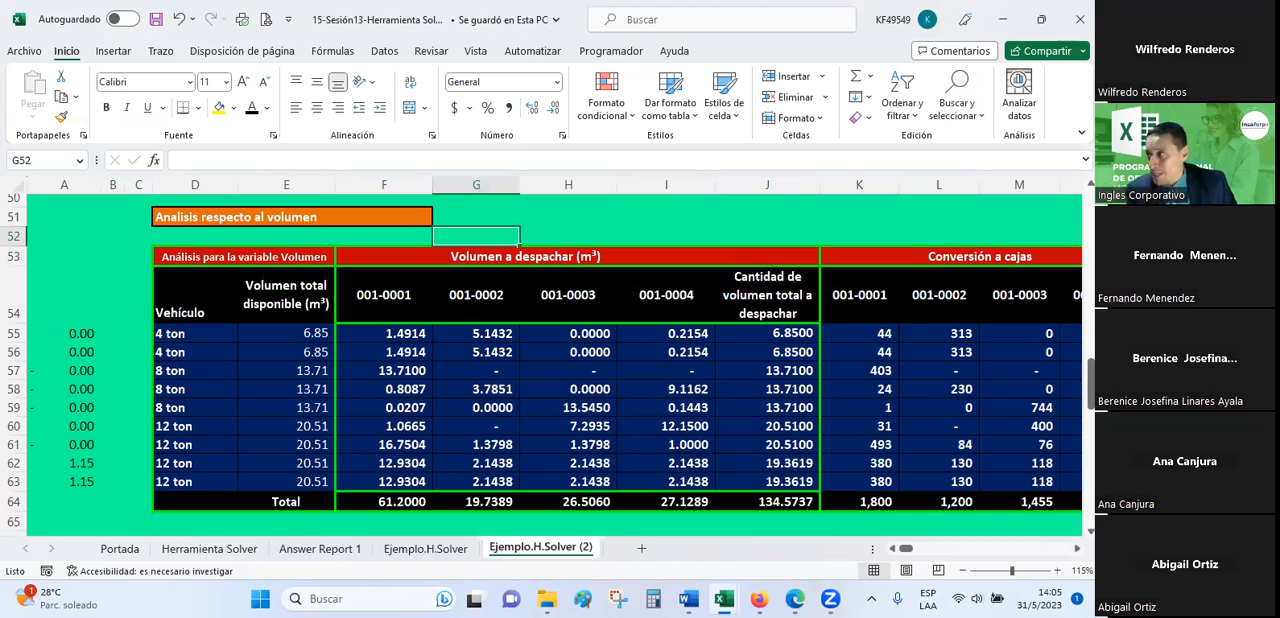 Autoguardado
15-Sesión13-Herramienta Sol... • Se guardó en Esta PC
Buscar
KF49549
K
Archivo Inicio Insertar Trazo Disposición de página Fórmulas Datos Revisar Vista Automatizar Programador Ayuda
Comentarios
Compartir
Pegar
Calibri 11
General
Formato condicional
Dar formato como tabla
Estilos de celda
Insertar
Eliminar
Formato
Ordenar y filtrar
Buscar y seleccionar
Analizar datos
Portapapeles Fuente Alineación Número Estilos Celdas Edición Análisis
G52
A B C D E F G H I J K L M
50
51 Analisis respecto al volumen
52
53 Análisis para la variable Volumen Volumen a despachar (m³) Conversión a cajas
54 Vehículo Volumen total disponible (m³) 001-0001 001-0002 001-0003 001-0004 Cantidad de volumen total a despachar 001-0001 001-0002 001-0003
55 0.00 4 ton 6.85 1.4914 5.1432 0.0000 0.2154 6.8500 44 313 0
56 0.00 4 ton 6.85 1.4914 5.1432 0.0000 0.2154 6.8500 44 313 0
57 - 0.00 8 ton 13.71 13.7100 - - - 13.7100 403 - -
58 - 0.00 8 ton 13.71 0.8087 3.7851 0.0000 9.1162 13.7100 24 230 0
59 - 0.00 8 ton 13.71 0.0207 0.0000 13.5450 0.1443 13.7100 1 0 744
60 0.00 12 ton 20.51 1.0665 - 7.2935 12.1500 20.5100 31 - 400
61 - 0.00 12 ton 20.51 16.7504 1.3798 1.3798 1.0000 20.5100 493 84 76
62 1.15 12 ton 20.51 12.9304 2.1438 2.1438 2.1438 19.3619 380 130 118
63 1.15 12 ton 20.51 12.9304 2.1438 2.1438 2.1438 19.3619 380 130 118
64 Total 61.2000 19.7389 26.5060 27.1289 134.5737 1,800 1,200 1,455
65
Portada Herramienta Solver Answer Report 1 Ejemplo.H.Solver Ejemplo.H.Solver (2)
Listo
Accesibilidad: es necesario investigar
115%
28°C
Parc. soleado
Buscar
ESP
LAA
14:05
31/5/2023
Wilfredo Renderos
Wilfredo Renderos
Insaforp
Ingles Corporativo
Fernando Menen...
Fernando Menendez
Berenice Josefina...
Berenice Josefina Linares Ayala
Ana Canjura
Ana Canjura
Abigail Ortiz
Abigail Ortiz